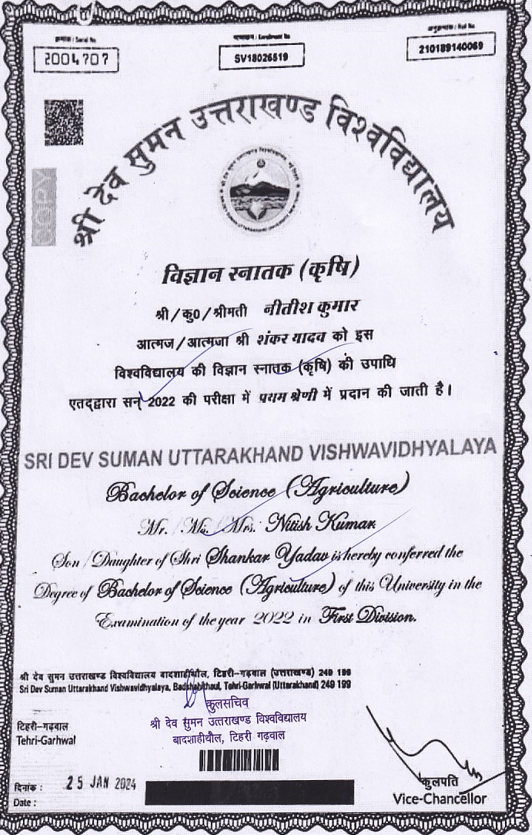 क्रमांक / Serial No
नामांकन / Enrolment No
अनुक्रमांक / Roll No
2004707
SV18026519
210189140069
श्री देव सुमन उत्तराखण्ड विश्वविद्यालय
COPY
विज्ञान स्नातक (कृषि)
श्री/कु0/श्रीमती नीतीश कुमार
आत्मज/आत्मजा श्री शंकर यादव को इस
विश्वविद्यालय की विज्ञान स्नातक (कृषि) की उपाधि
एतद्द्वारा सन् 2022 की परीक्षा में प्रथम श्रेणी में प्रदान की जाती है।
SRI DEV SUMAN UTTARAKHAND VISHWAVIDHYALAYA
Bachelor of Science (Agriculture)
Mr. / Ms. / Mrs. Nitish Kumar
Son / Daughter of Shri Shankar Yadav is hereby conferred the
Degree of Bachelor of Science (Agriculture) of this University in the
Examination of the year 2022 in First Division.
श्री देव सुमन उत्तराखण्ड विश्वविद्यालय बादशाहीथौल, टिहरी-गढ़वाल (उत्तराखण्ड) 249 199
Sri Dev Suman Uttarakhand Vishwavidhyalaya, Badshahithaul, Tehri-Garhwal (Uttarakhand) 249 199
कुलसचिव
श्री देव सुमन उत्तराखण्ड विश्वविद्यालय
बादशाहीथौल, टिहरी गढ़वाल
टिहरी-गढ़वाल
Tehri-Garhwal
दिनांक :
25 JAN 2024
Date :
कुलपति
Vice-Chancellor